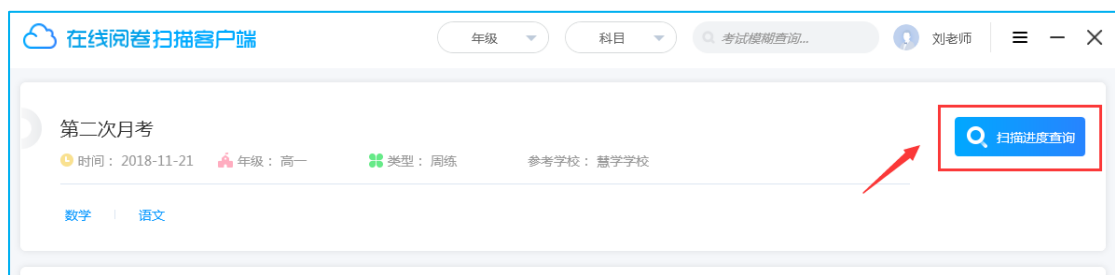 在线阅卷扫描客户端 年级 科目 考试模糊查询... 刘老师
第二次月考
扫描进度查询
时间： 2018-11-21 年级： 高一 类型： 周练 参考学校： 慧学学校
数学 语文